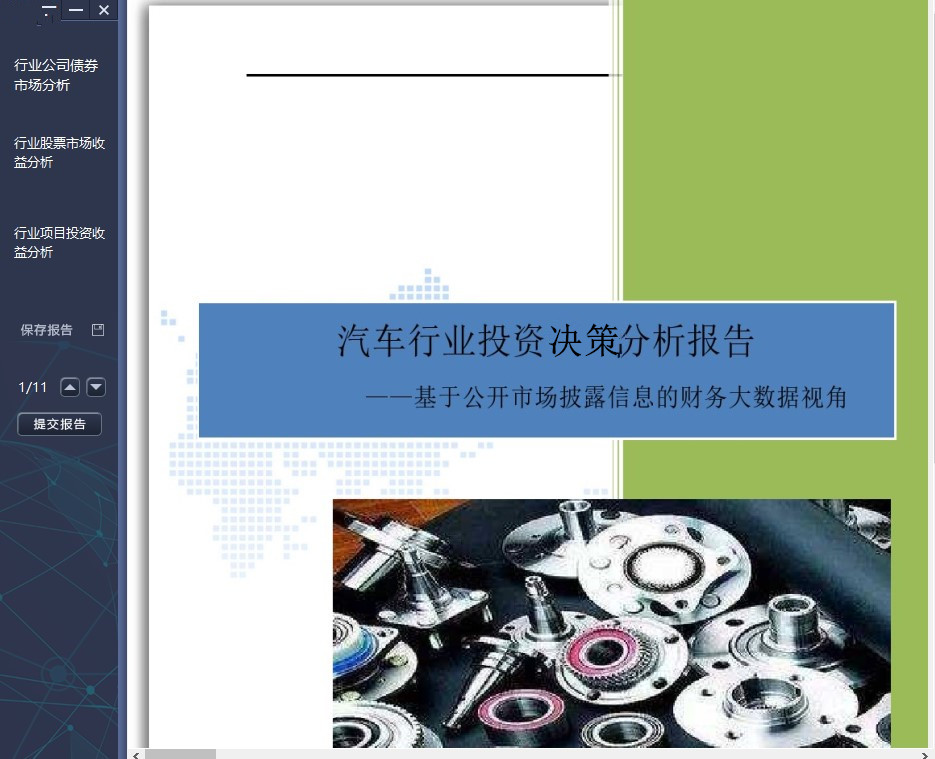 行业公司债券
市场分析
行业股票市场收
益分析
行业项目投资收
益分析
保存报告
1/11
提交报告
汽车行业投资决策分析报告
——基于公开市场披露信息的财务大数据视角